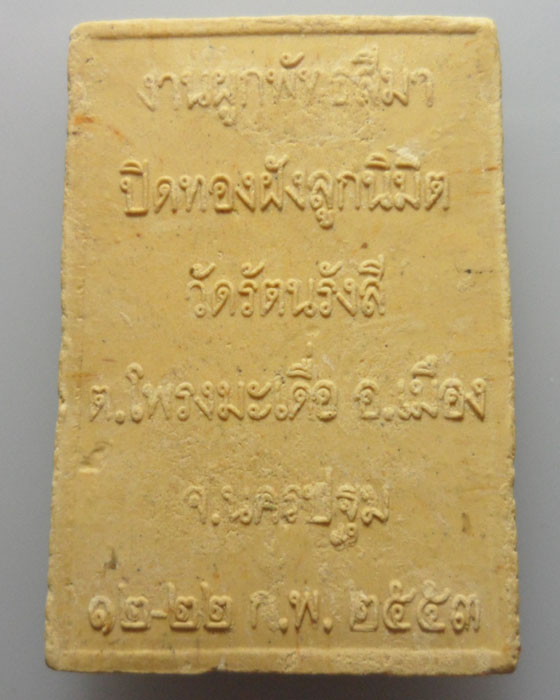 งานผูกพัทธสีมา
ปิดทองฝังลูกนิมิต
วัดรัตนรังสี
ต.โพรงมะเดื่อ อ.เมือง
จ.นครปฐม
๑๒-๒๒ ก.พ. ๒๕๕๓